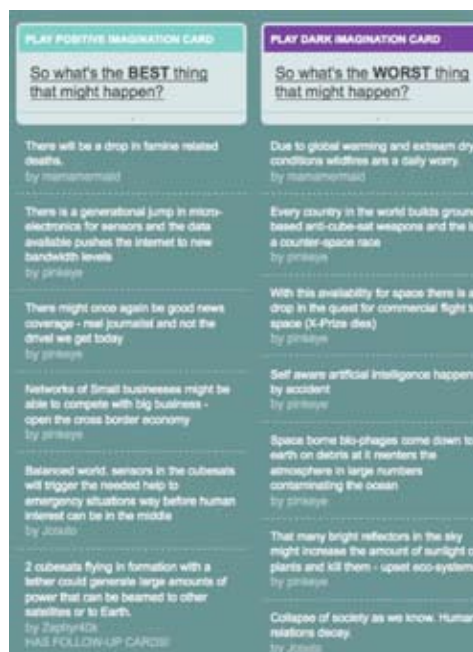 PLAY POSITIVE IMAGINATION CARD
So what's the BEST thing
that might happen?
There will be a drop in famine related
deaths.
by mamamermaid
There is a generational jump in micro-
electronics for sensors and the data
available pushes the internet to new
bandwidth levels
by pinkeye
There might once again be good news
coverage - real journalist and not the
drivel we get today
by pinkeye
Networks of Small businesses might be
able to compete with big business -
open the cross border economy
by pinkeye
Balanced world. sensors in the cubesats
will trigger the needed help to
emergency situations way before human
interest can be in the middle
by
2 cubesats flying in formation with a
tether could generate large amounts of
power that can be beamed to other
satellites or to Earth.
by Zephyr40k
HAS FOLLOW-UP CARDS!
PLAY DARK IMAGINATION CARD
So what's the WORST thing
that might happen?
Due to global warming and extream dry
conditions wildfires are a daily worry.
by mamamermaid
Every country in the world builds
based anti-cube-sat weapons and the
a counter-space race
by pinkeye
With this availability for space there is
drop in the quest for commercial flight
space (X-Prize dies)
by pinkeye
Self aware artificial intelligence
by accident
by pinkeye
Space borne bio-phages come down to
earth on debris at it reenters the
atmosphere in large numbers
contaminating the ocean
by pinkeye
That many bright reflectors in the sky
might increase the amount of sunlight
plants and kill them - upset
by pinkeye
Collapse of society as we know. Human
relations decay.
by